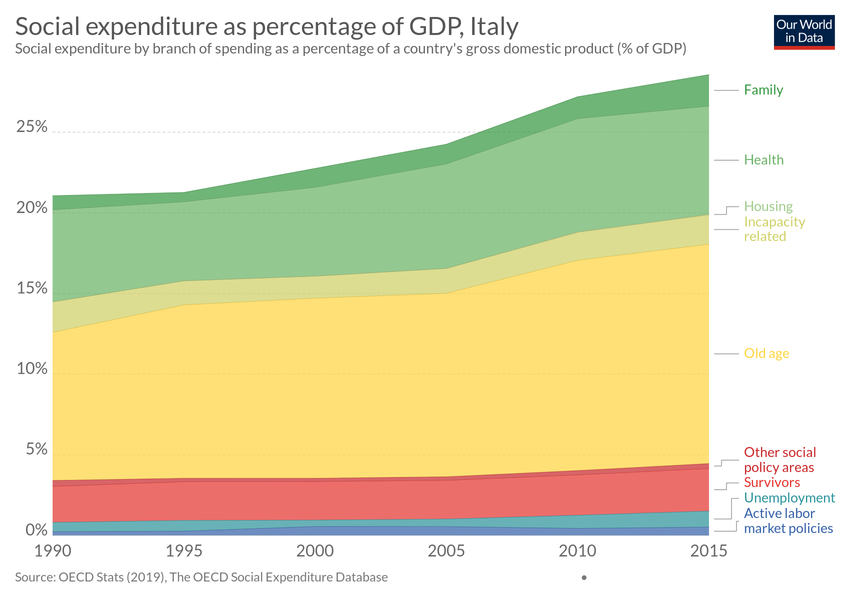 Social expenditure as percentage of GDP, Italy
Social expenditure by branch of spending as a percentage of a country's gross domestic product (% of GDP)
Our World
in Data
25%
20%
15%
10%
5%
0%
1990
1995
2000
2005
2010
2015
Family
Health
Housing
Incapacity
related
Old age
Other social
policy areas
Survivors
Unemployment
Active labor
market policies
Source: OECD Stats (2019), The OECD Social Expenditure Database
•